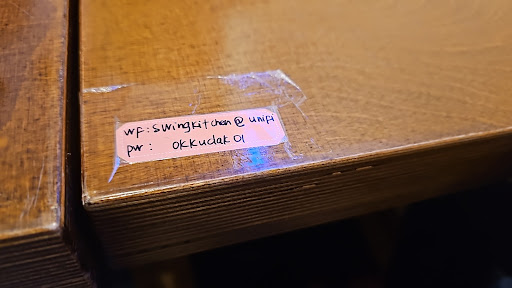 wf: swingkitchen@unifi
pw: okkudak01